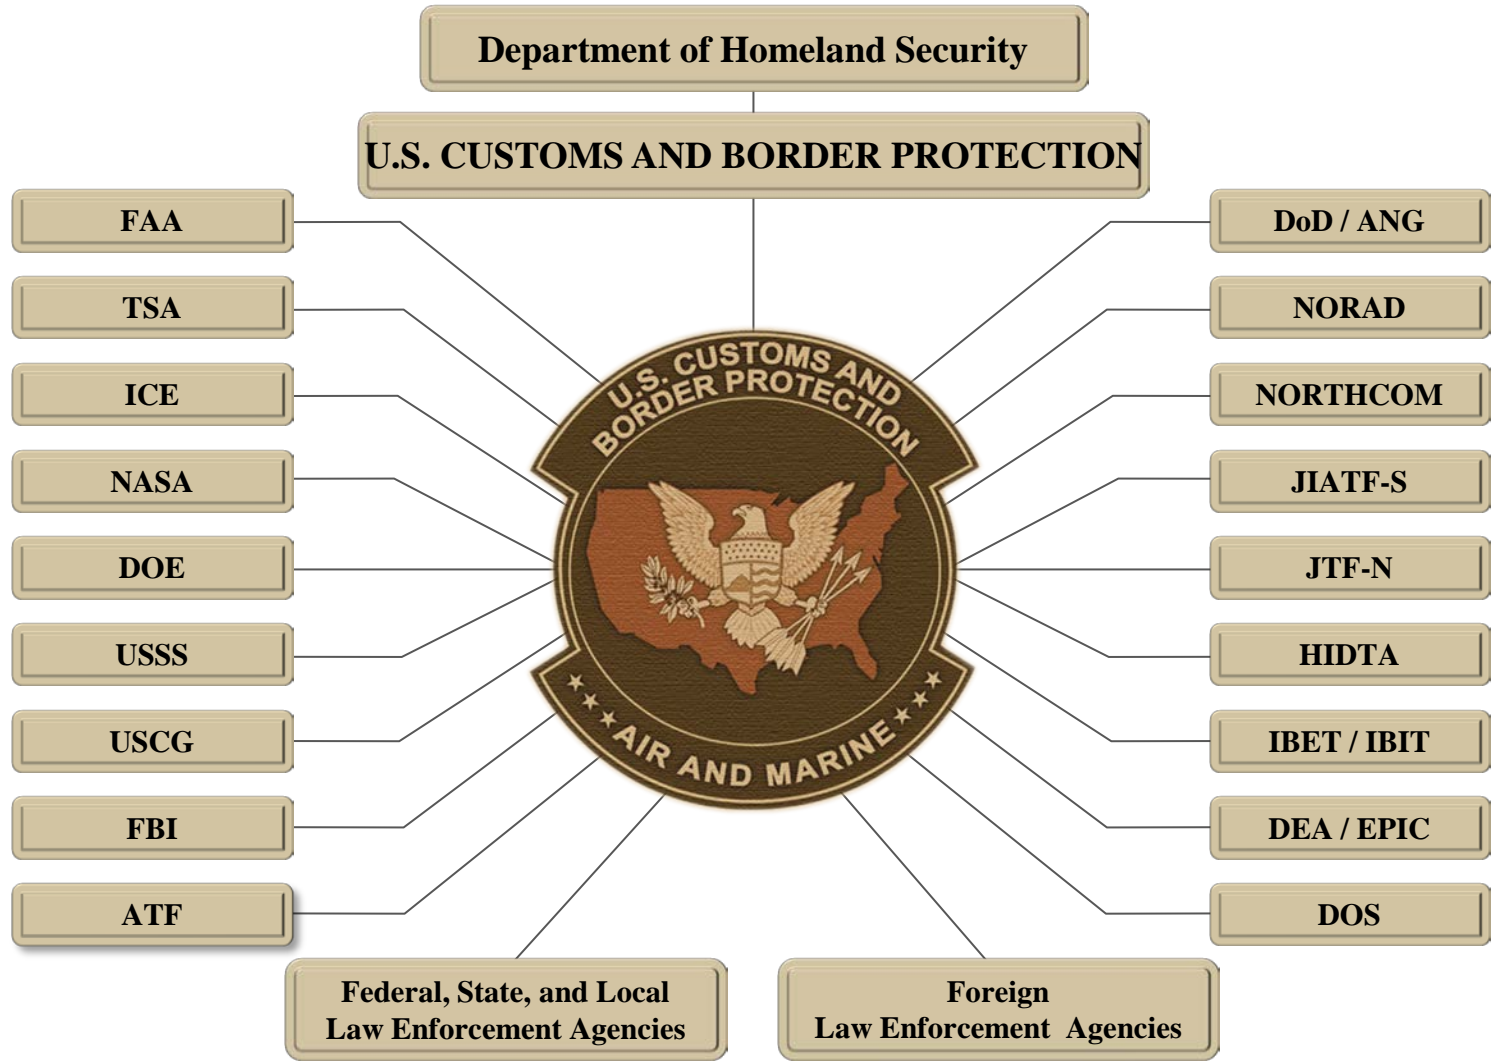 Department of Homeland Security
U.S. CUSTOMS AND BORDER PROTECTION
FAA
TSA
ICE
NASA
DOE
USSS
USCG
FBI
ATF
U.S. CUSTOMS AND
BORDER PROTECTION
AIR AND MARINE
DoD / ANG
NORAD
NORTHCOM
JIATF-S
JTF-N
HIDTA
IBET / IBIT
DEA / EPIC
DOS
Federal, State, and Local
Law Enforcement Agencies
Foreign
Law Enforcement Agencies